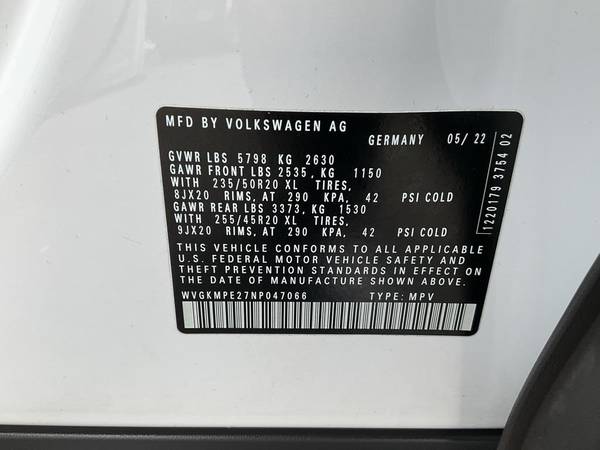 MFD BY VOLKSWAGEN AG
GERMANY 05/22
GVWR LBS 5798 KG 2630
GAWR FRONT LBS 2535, KG 1150
WITH 235/50R20 XL TIRES,
8JX20 RIMS, AT 290 KPA, 42 PSI COLD
GAWR REAR LBS 3373, KG 1530
WITH 255/45R20 XL TIRES,
9JX20 RIMS, AT 290 KPA, 42 PSI COLD
THIS VEHICLE CONFORMS TO ALL APPLICABLE
U.S. FEDERAL MOTOR VEHICLE SAFETY AND
THEFT PREVENTION STANDARDS IN EFFECT ON
THE DATE OF MANUFACTURE SHOWN ABOVE.
WVGKMPE27NP047066 TYPE: MPV
1220179 3754 02